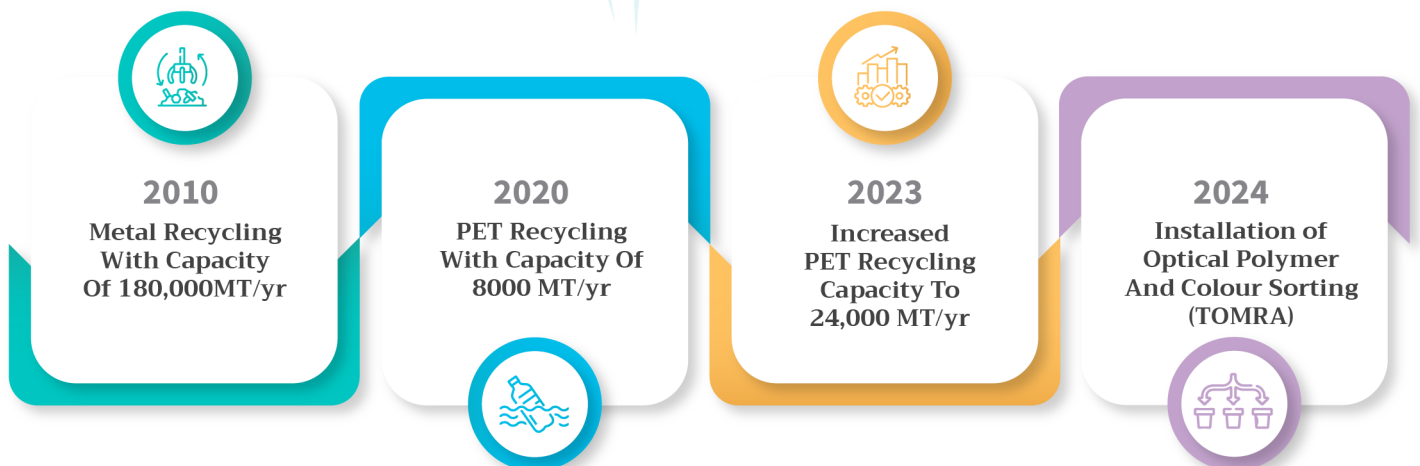 2010
Metal Recycling
With Capacity
Of 180,000MT/yr
2020
PET Recycling
With Capacity Of
8000 MT/yr
2023
Increased
PET Recycling
Capacity To
24,000 MT/yr
2024
Installation of
Optical Polymer
And Colour Sorting
(TOMRA)